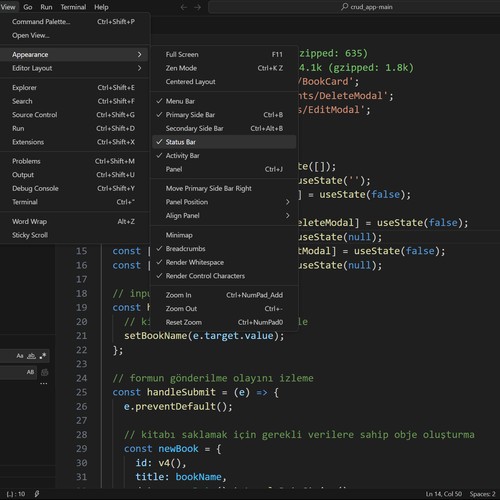 View Go Run Terminal Help
crud_app-main
Command Palette... Ctrl+Shift+P
Open View...
Appearance
Editor Layout
Explorer Ctrl+Shift+E
Search Ctrl+Shift+F
Source Control Ctrl+Shift+G
Run Ctrl+Shift+D
Extensions Ctrl+Shift+X
Problems Ctrl+Shift+M
Output Ctrl+Shift+U
Debug Console Ctrl+Shift+Y
Terminal Ctrl+"
Word Wrap Alt+Z
Sticky Scroll
Full Screen F11
Zen Mode Ctrl+K Z
Centered Layout
Menu Bar
Primary Side Bar Ctrl+B
Secondary Side Bar Ctrl+Alt+B
Status Bar
Activity Bar
Panel Ctrl+J
Move Primary Side Bar Right
Panel Position
Align Panel
Minimap
Breadcrumbs
Render Whitespace
Render Control Characters
Zoom In Ctrl+NumPad_Add
Zoom Out Ctrl+-
Reset Zoom Ctrl+NumPad0
zipped: 635)
4.1k (gzipped: 1.8k)
/BookCard';
nts/DeleteModal';
/EditModal';
te([]);
useState('');
] = useState(false);
eleteModal] = useState(false);
useState(null);
15 const [ tModal] = useState(false);
16 const [ useState(null);
17
18 // inpu
19 const h
20 // ki le
21 setBookName(e.target.value);
22 };
23
24 // formun gönderilme olayını izleme
25 const handleSubmit = (e) => {
26 e.preventDefault();
27
28 // kitabı saklamak için gerekli verilere sahip obje oluşturma
29 const newBook = {
30 id: v4(),
31 title: bookName,
Aa ab .*
AB
{..} : 10
Ln 14, Col 50 Spaces: 2